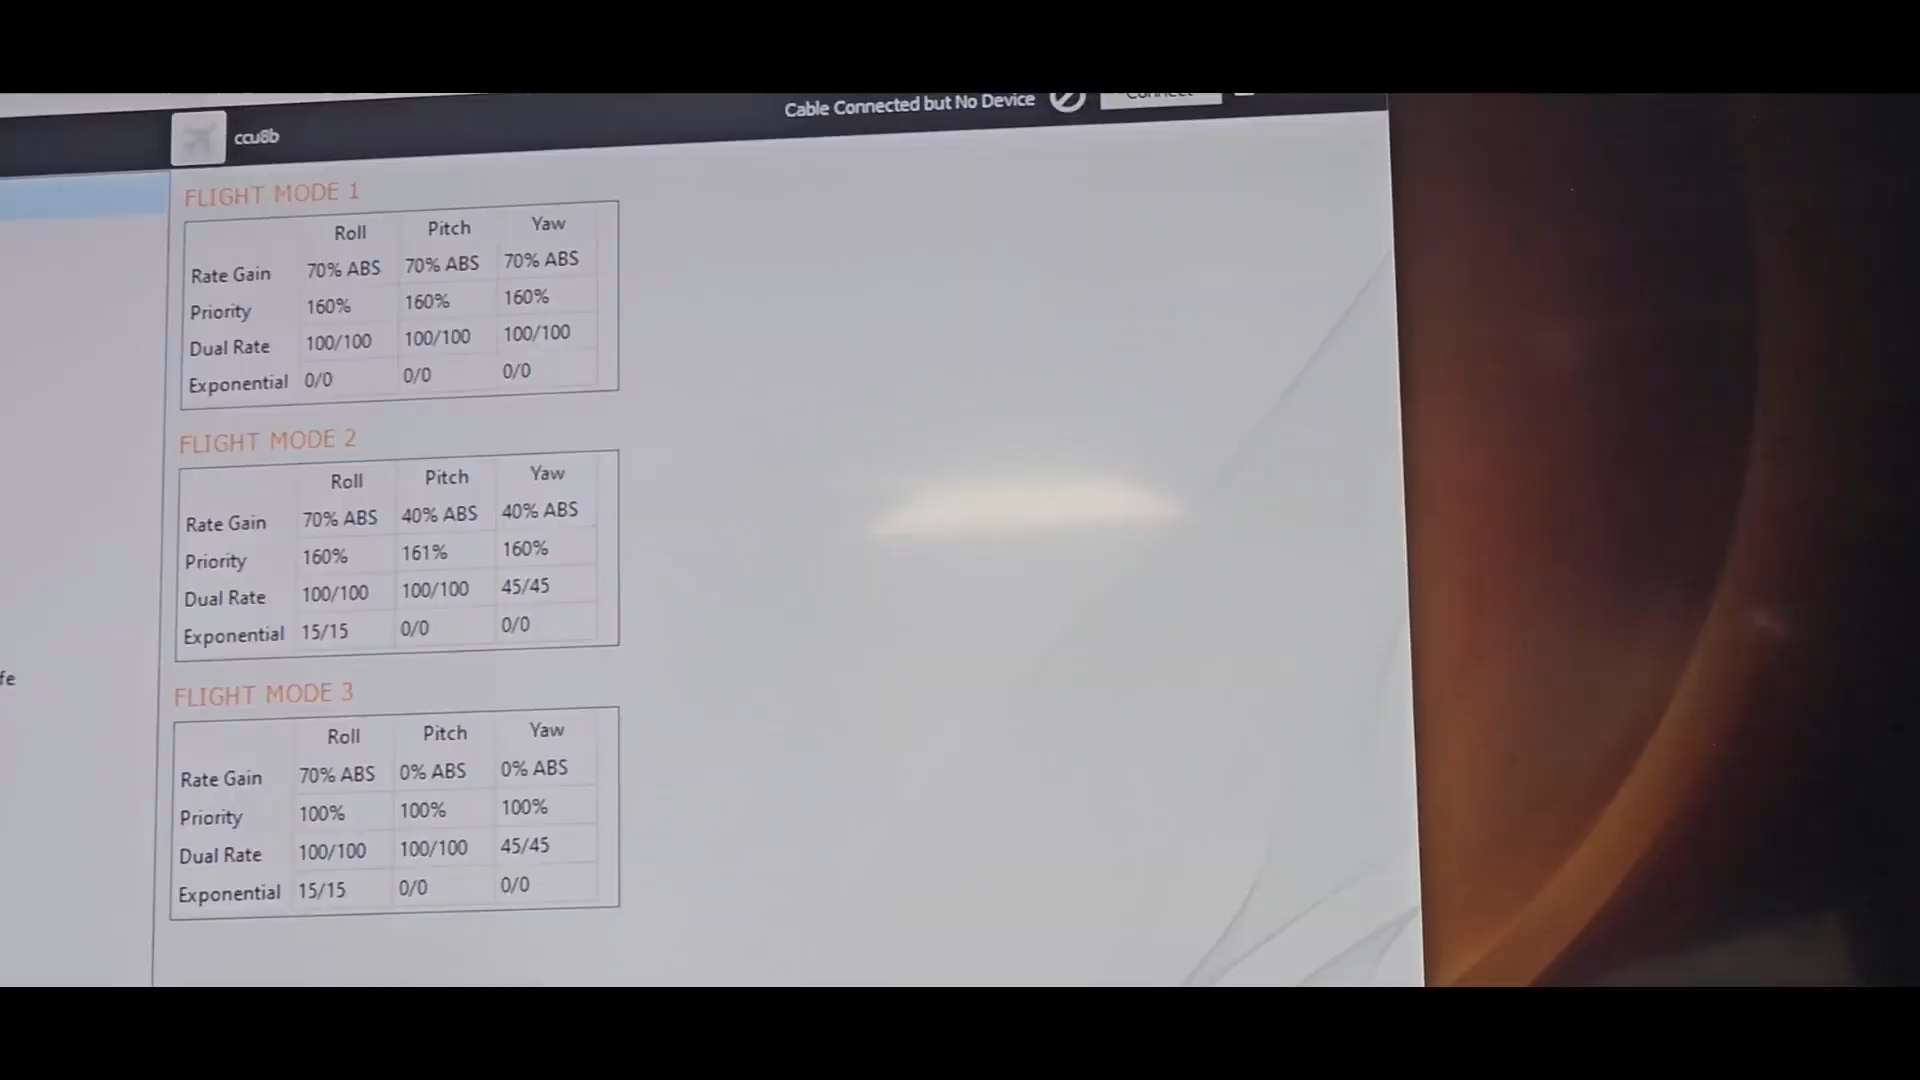 Cable Connected but No Device
Connect
ccu8b
FLIGHT MODE 1
Roll Pitch Yaw
Rate Gain 70% ABS 70% ABS 70% ABS
Priority 160% 160% 160%
Dual Rate 100/100 100/100 100/100
Exponential 0/0 0/0 0/0
FLIGHT MODE 2
Roll Pitch Yaw
Rate Gain 70% ABS 40% ABS 40% ABS
Priority 160% 161% 160%
Dual Rate 100/100 100/100 45/45
Exponential 15/15 0/0 0/0
fe
FLIGHT MODE 3
Roll Pitch Yaw
Rate Gain 70% ABS 0% ABS 0% ABS
Priority 100% 100% 100%
Dual Rate 100/100 100/100 45/45
Exponential 15/15 0/0 0/0